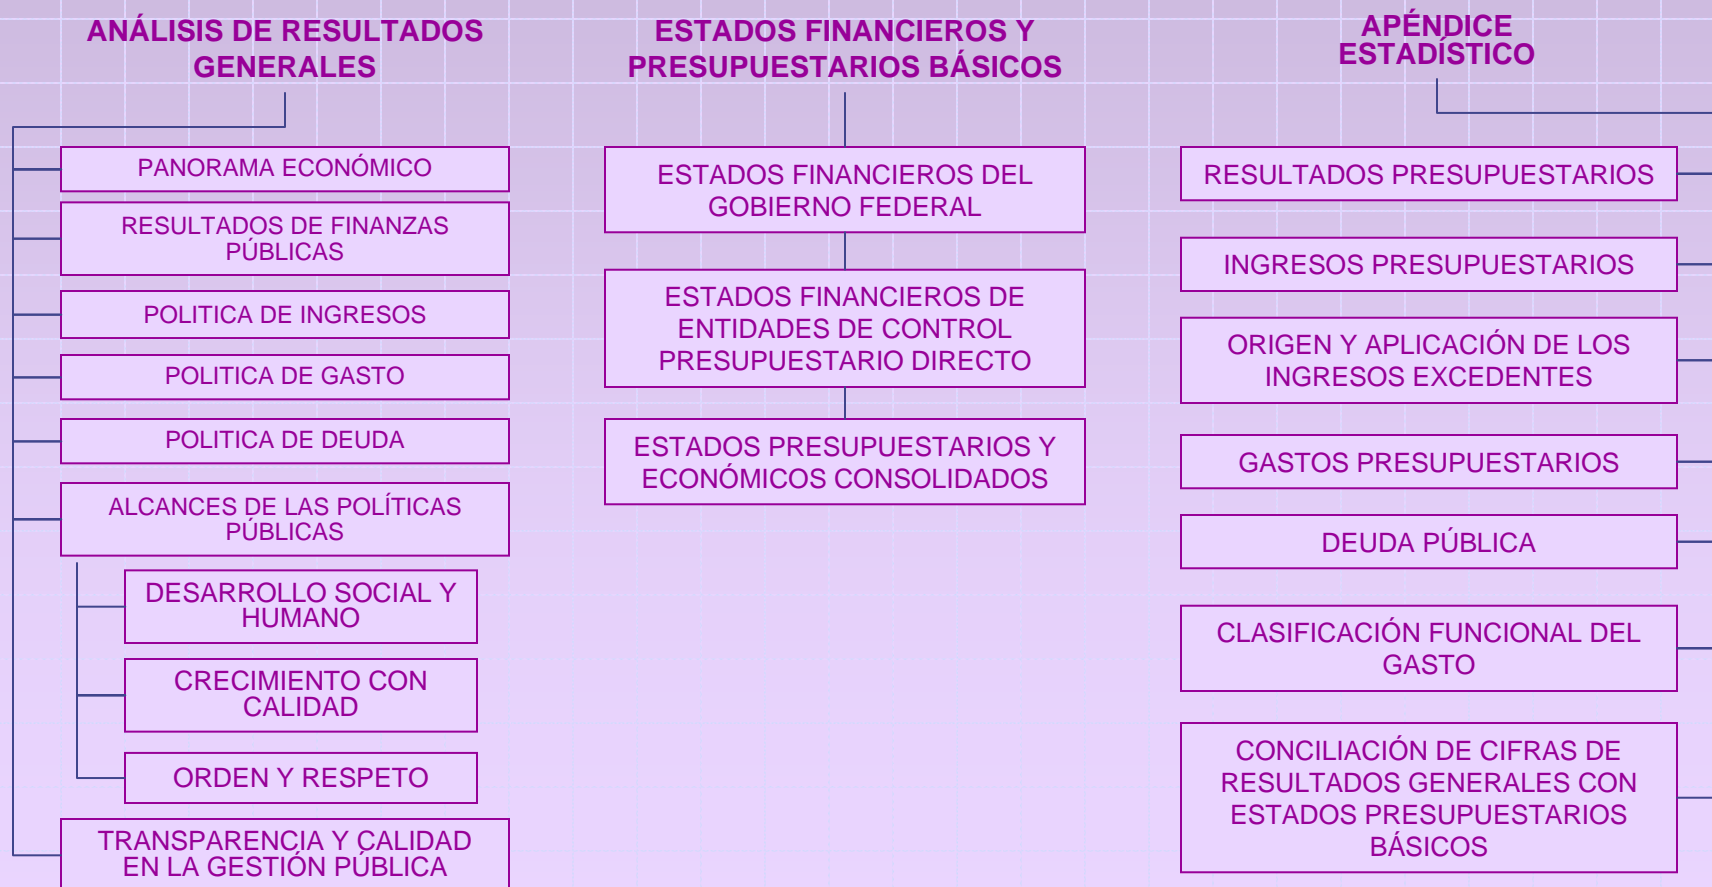 ANÁLISIS DE RESULTADOS
GENERALES
PANORAMA ECONÓMICO
RESULTADOS DE FINANZAS
PÚBLICAS
POLITICA DE INGRESOS
POLITICA DE GASTO
POLITICA DE DEUDA
ALCANCES DE LAS POLÍTICAS
PÚBLICAS
DESARROLLO SOCIAL Y
HUMANO
CRECIMIENTO CON
CALIDAD
ORDEN Y RESPETO
TRANSPARENCIA Y CALIDAD
EN LA GESTIÓN PÚBLICA
ESTADOS FINANCIEROS Y
PRESUPUESTARIOS BÁSICOS
ESTADOS FINANCIEROS DEL
GOBIERNO FEDERAL
ESTADOS FINANCIEROS DE
ENTIDADES DE CONTROL
PRESUPUESTARIO DIRECTO
ESTADOS PRESUPUESTARIOS Y
ECONÓMICOS CONSOLIDADOS
APÉNDICE
ESTADÍSTICO
RESULTADOS PRESUPUESTARIOS
INGRESOS PRESUPUESTARIOS
ORIGEN Y APLICACIÓN DE LOS
INGRESOS EXCEDENTES
GASTOS PRESUPUESTARIOS
DEUDA PÚBLICA
CLASIFICACIÓN FUNCIONAL DEL
GASTO
CONCILIACIÓN DE CIFRAS DE
RESULTADOS GENERALES CON
ESTADOS PRESUPUESTARIOS
BÁSICOS